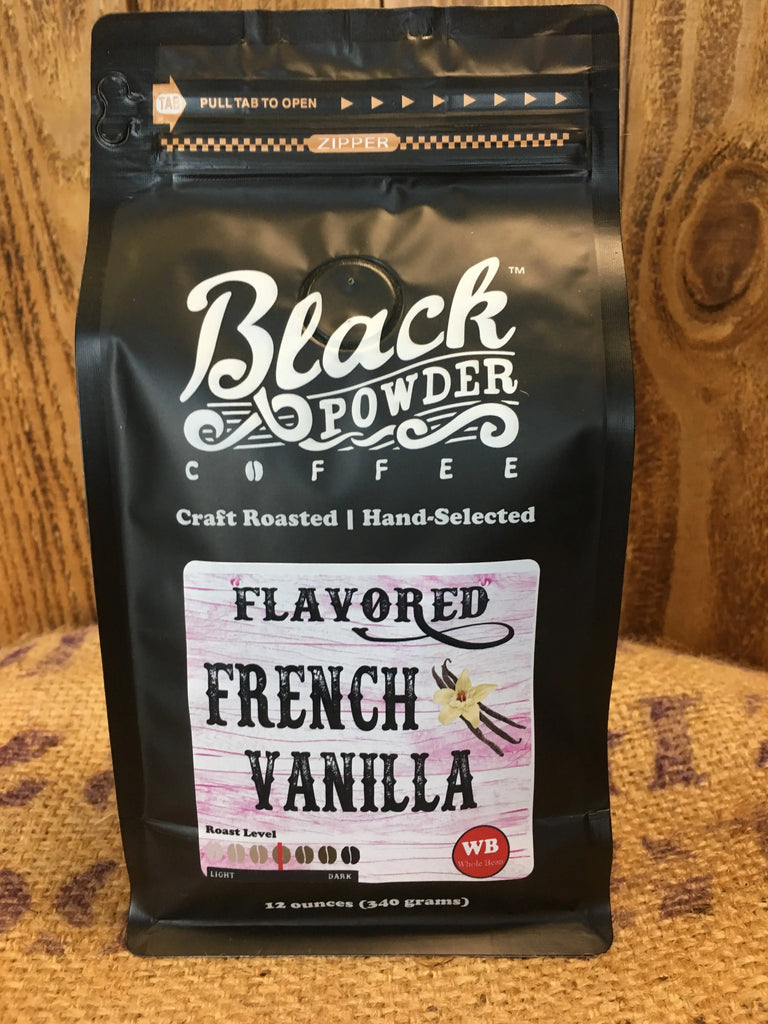 TAB PULL TAB TO OPEN
ZIPPER
Black™
POWDER
COFFEE
Craft Roasted | Hand-Selected
"FLAVORED"
FRENCH
VANILLA
Roast Level
LIGHT DARK
WB
Whole Bean
12 ounces (340 grams)